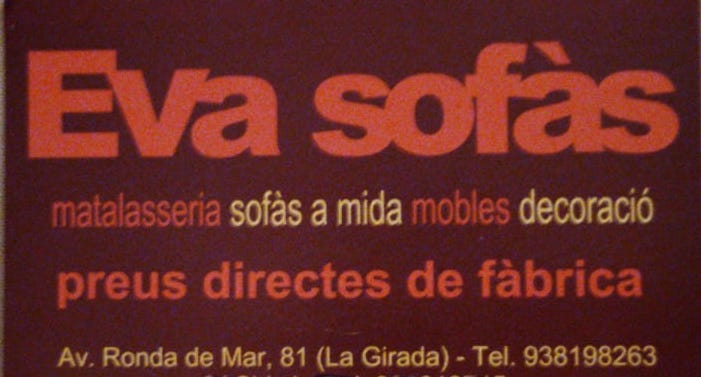 Eva sofàs
matalasseria sofàs a mida mobles decoració
preus directes de fàbrica
Av. Ronda de Mar, 81 (La Girada) - Tel. 938198263